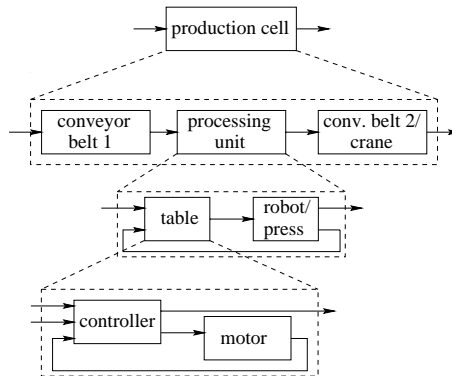 production cell
conveyor
belt 1
processing
unit
conv. belt 2/
crane
table
robot/
press
controller
motor